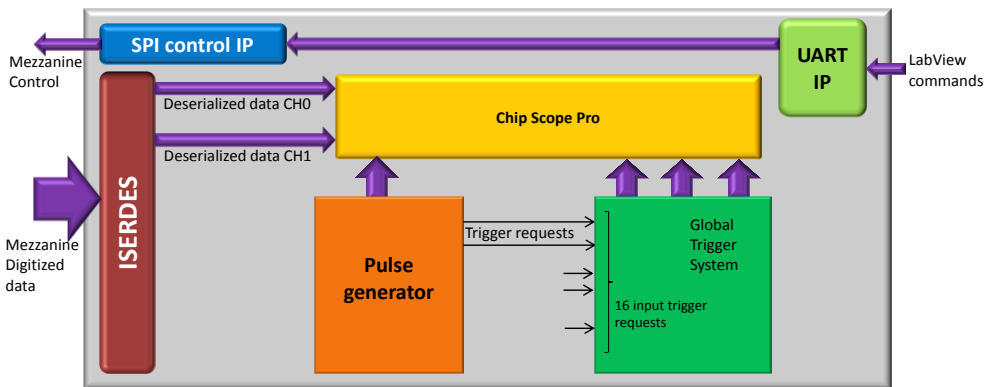 SPI control IP
UART
IP
Mezzanine
Control
LabView
commands
Deserialized data CH0
Chip Scope Pro
Deserialized data CH1
ISERDES
Mezzanine
Digitized
data
Pulse
generator
Trigger requests
Global
Trigger
System
16 input trigger
requests